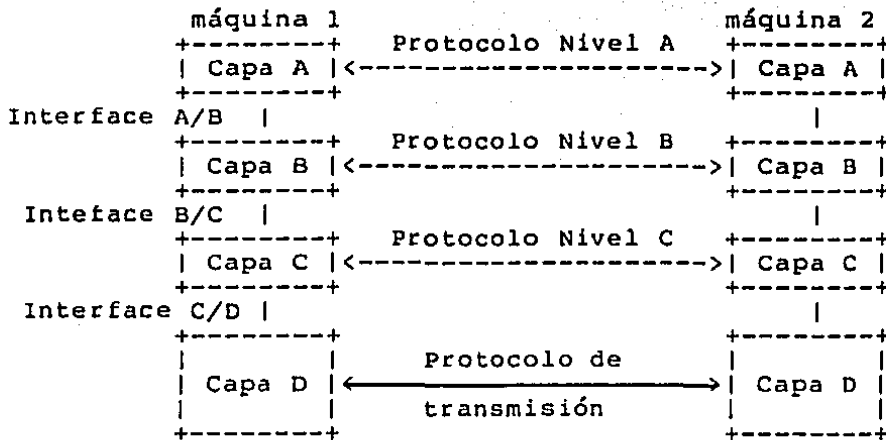 máquina 1 máquina 2
Protocolo Nivel A
Capa A Capa A
Interface A/B
Protocolo Nivel B
Capa B Capa B
Inteface B/C
Protocolo Nivel C
Capa C Capa C
Interface C/D
Protocolo de
Capa D Capa D
transmisión